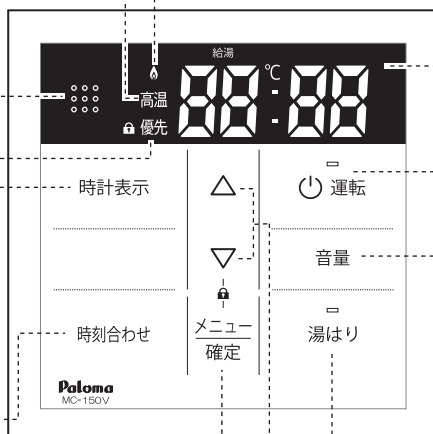 給湯
88℃:88
高温
優先
時計表示
運転
音量
時刻合わせ
メニュー
確定
湯はり
Paloma
MC-150V